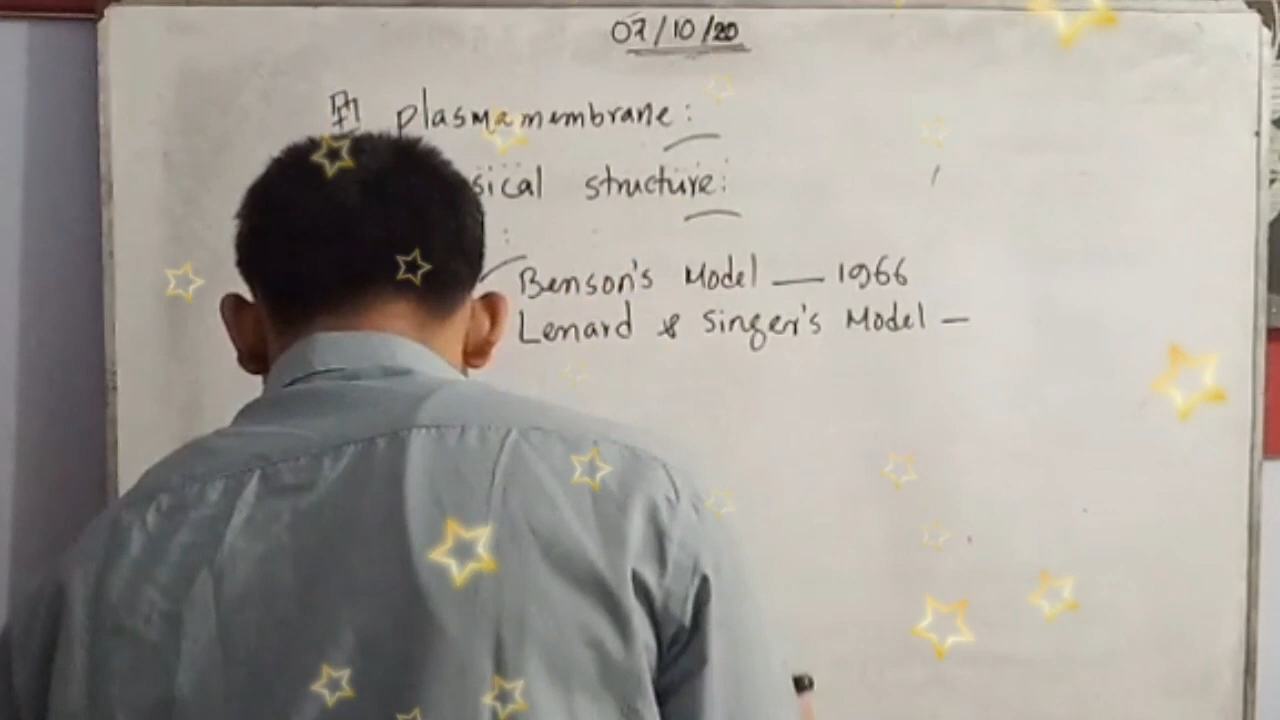 07/10/20
plasmamembrane:
sical structure:
Benson's Model — 1966
Lenard & Singer's Model —